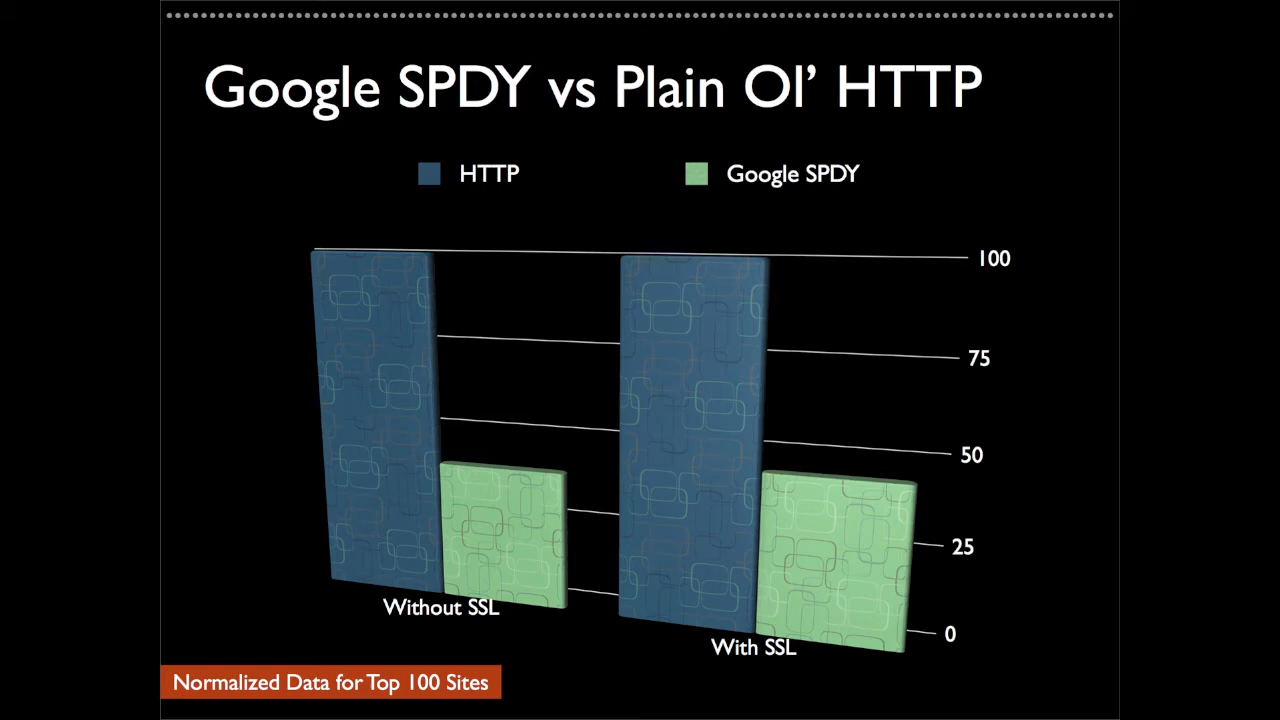 Google SPDY vs Plain Ol’ HTTP
HTTP
Google SPDY
100
75
50
25
0
Without SSL
With SSL
Normalized Data for Top 100 Sites